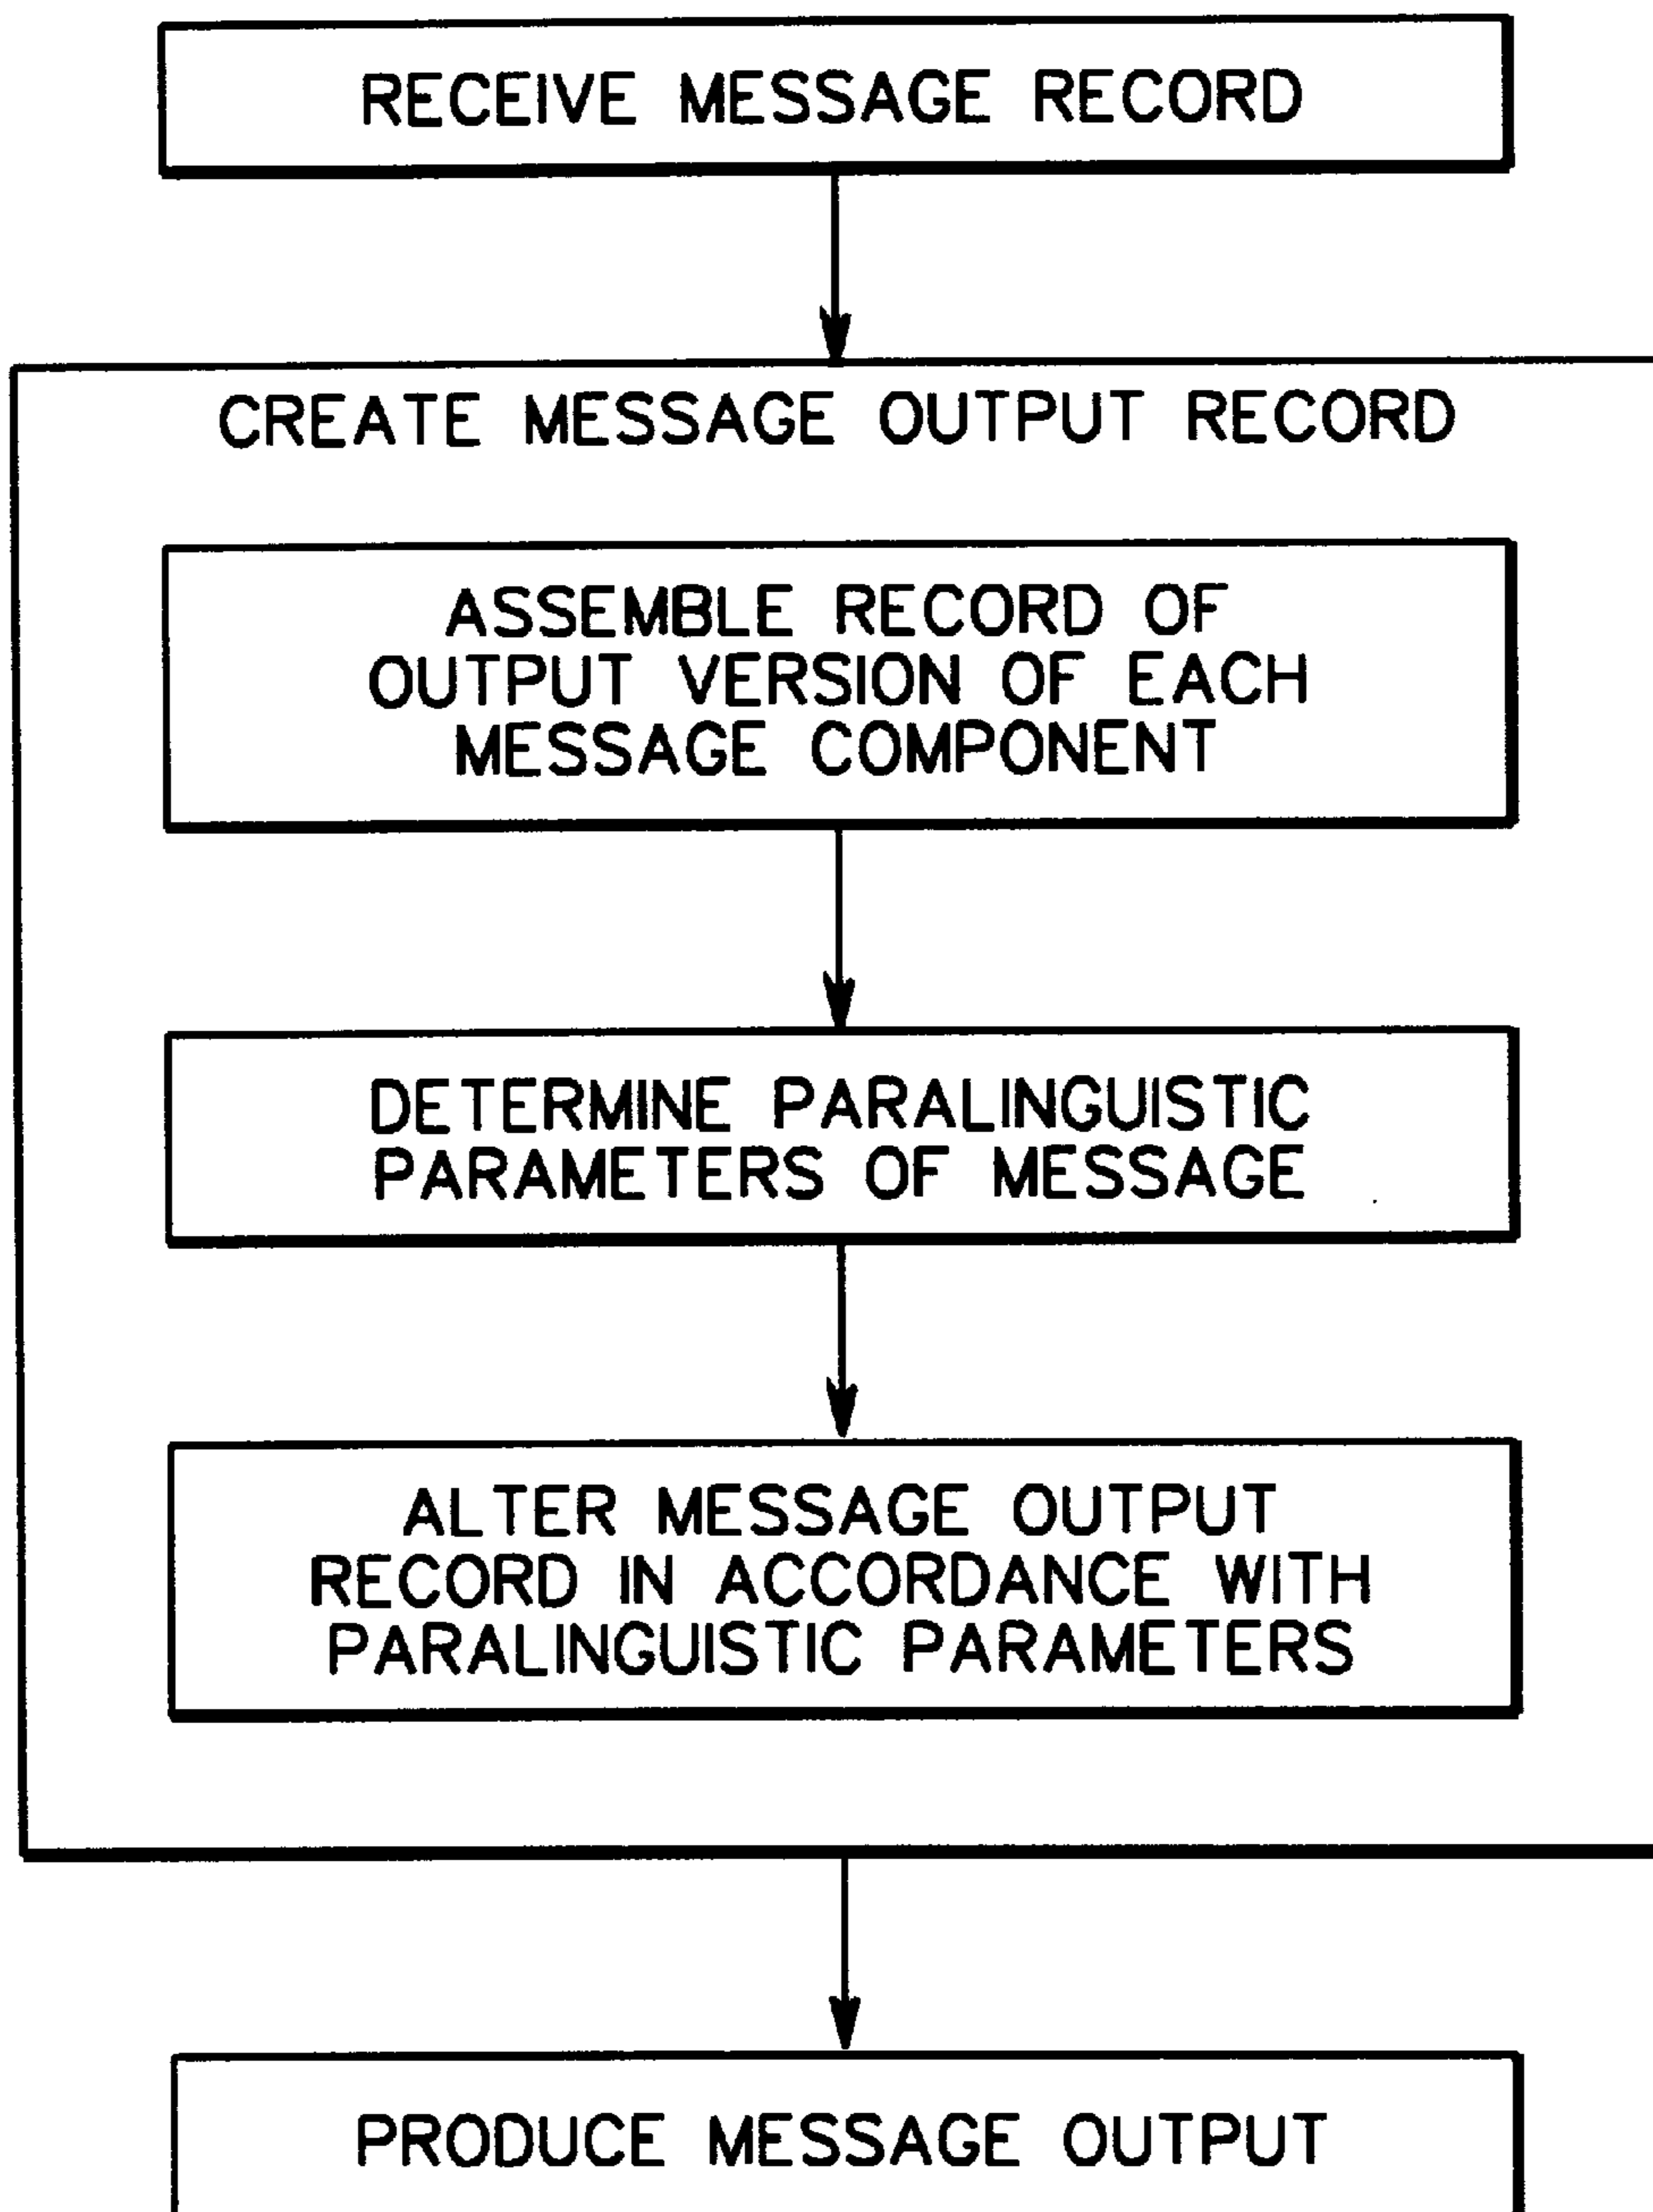 RECEIVE MESSAGE RECORD
CREATE MESSAGE OUTPUT RECORD
ASSEMBLE RECORD OF
OUTPUT VERSION OF EACH
MESSAGE COMPONENT
DETERMINE PARALINGUISTIC
PARAMETERS OF MESSAGE
ALTER MESSAGE OUTPUT
RECORD IN ACCORDANCE WITH
PARALINGUISTIC PARAMETERS
PRODUCE MESSAGE OUTPUT